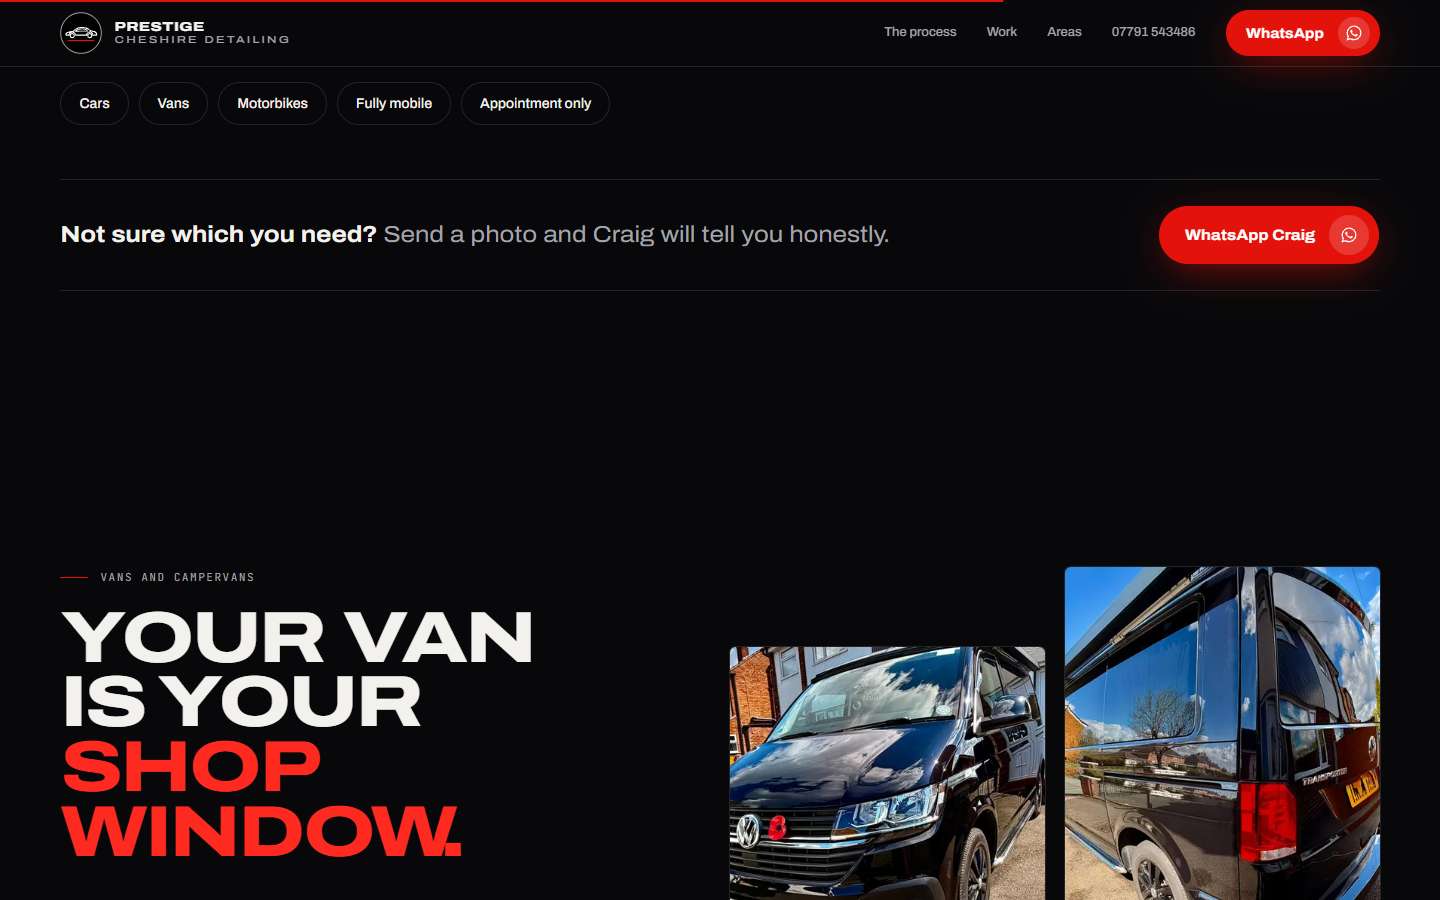 PRESTIGE
CHESHIRE DETAILING
The process
Work
Areas
07791 543486
WhatsApp
Cars
Vans
Motorbikes
Fully mobile
Appointment only
Not sure which you need? Send a photo and Craig will tell you honestly.
WhatsApp Craig
VANS AND CAMPERVANS
YOUR VAN
IS YOUR
SHOP
WINDOW.